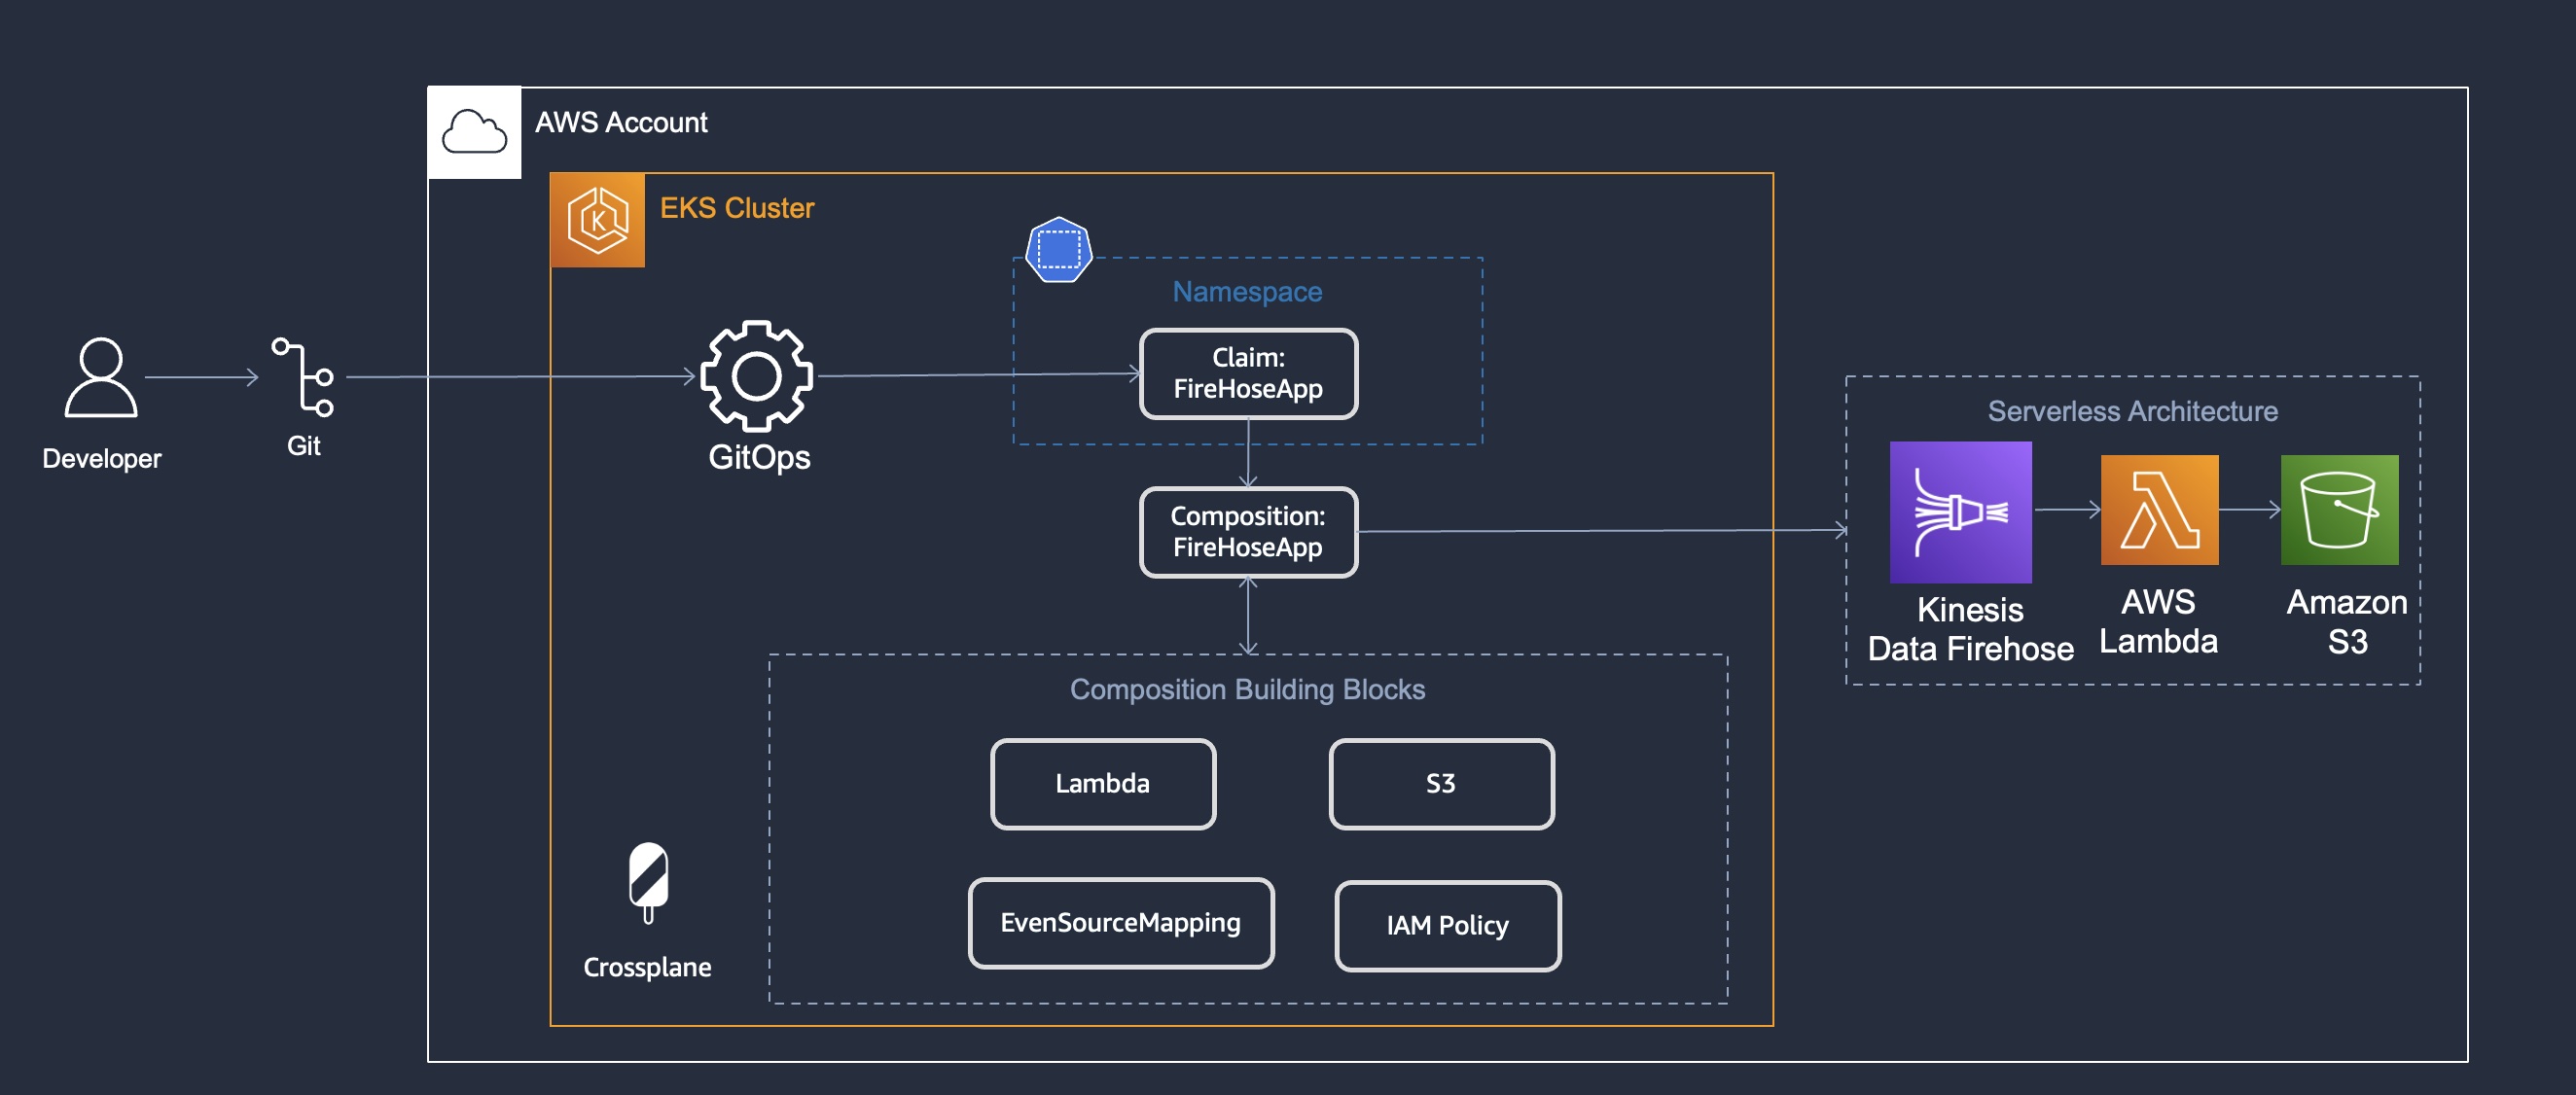 AWS Account
EKS Cluster
Namespace
Claim:
FireHoseApp
Developer
Git
GitOps
Composition:
FireHoseApp
Serverless Architecture
Kinesis
Data Firehose
AWS
Lambda
Amazon
S3
Composition Building Blocks
Lambda
S3
EvenSourceMapping
IAM Policy
Crossplane